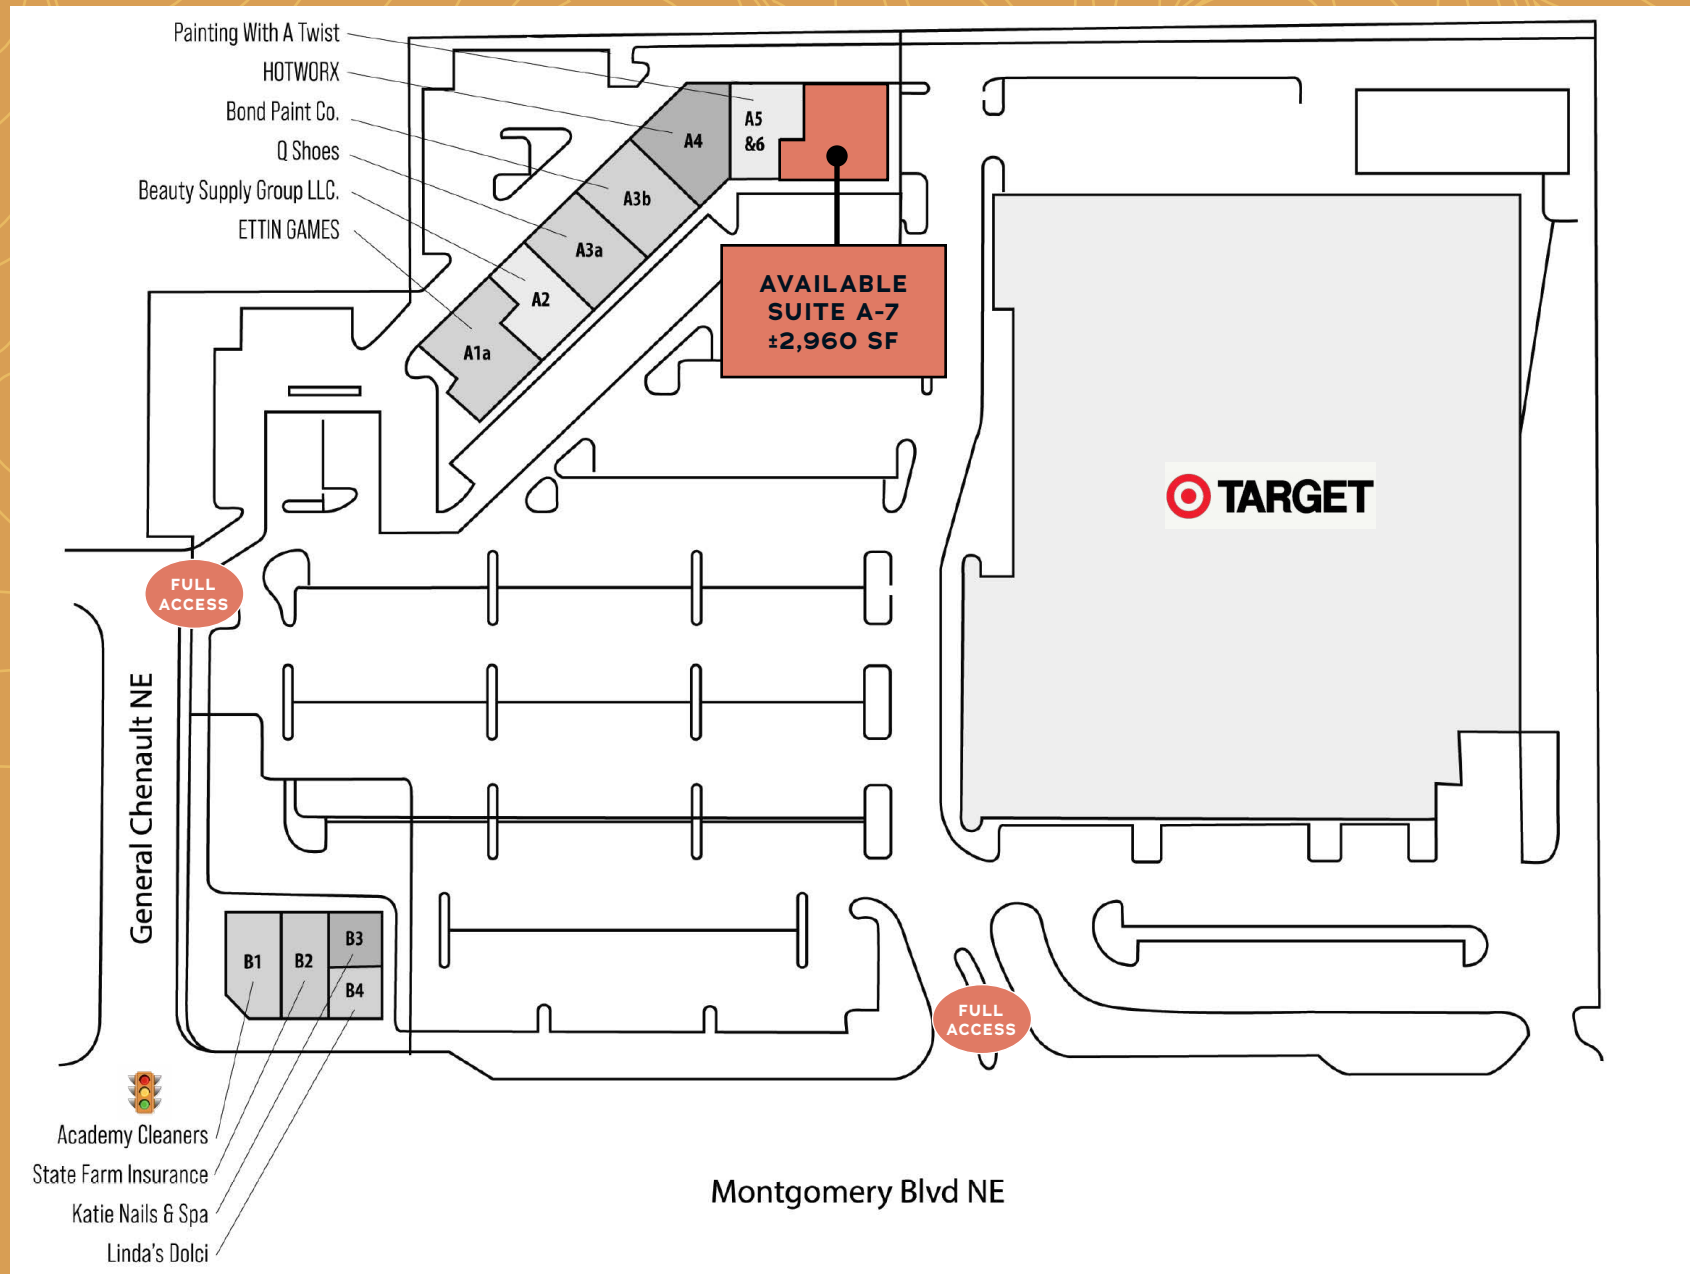 Painting With A Twist
HOTWORX
Bond Paint Co.
Q Shoes
Beauty Supply Group LLC.
ETTIN GAMES
A5
&6
A4
A3b
A3a
A2
A1a
AVAILABLE
SUITE A-7
±2,960 SF
TARGET
FULL
ACCESS
General Chenault NE
B1
B2
B3
B4
FULL
ACCESS
Academy Cleaners
State Farm Insurance
Katie Nails & Spa
Linda's Dolci
Montgomery Blvd NE